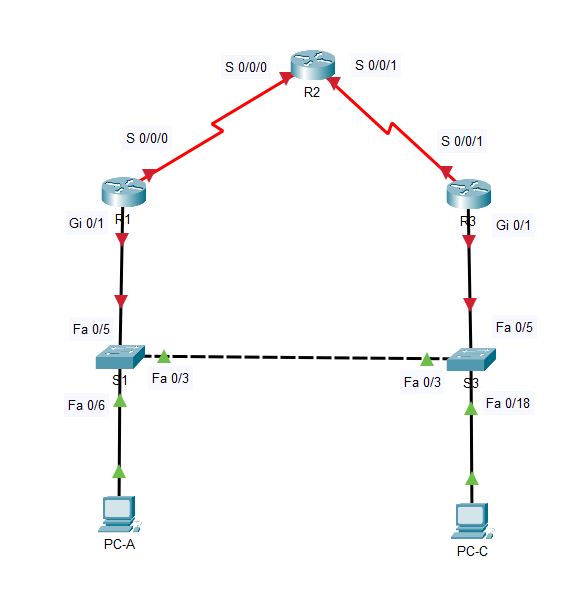 S 0/0/0
S 0/0/1
R2
S 0/0/0
S 0/0/1
R1
R3
Gi 0/1
Gi 0/1
Fa 0/5
Fa 0/5
S1
S3
Fa 0/3
Fa 0/3
Fa 0/6
Fa 0/18
PC-A
PC-C